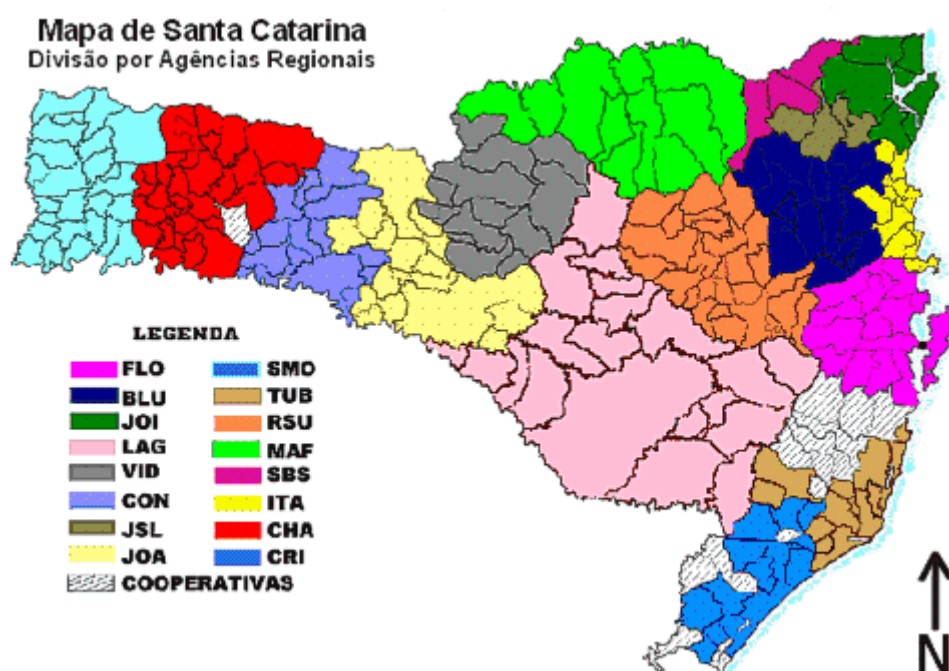 Mapa de Santa Catarina
Divisão por Agências Regionais
LEGENDA
FLO SMO
BLU TUB
JOI RSU
LAG MAF
VID SBS
CON ITA
JSL CHA
JOA CRI
COOPERATIVAS
N